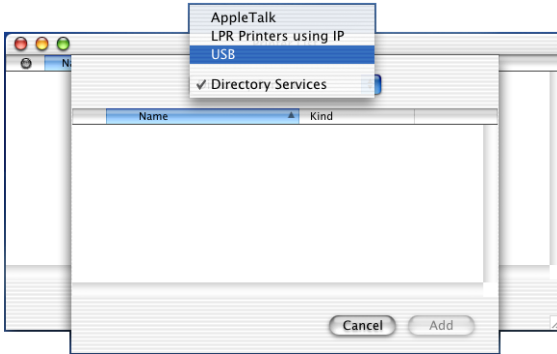 AppleTalk
LPR Printers using IP
USB
✓ Directory Services
N
Name Kind
Cancel Add